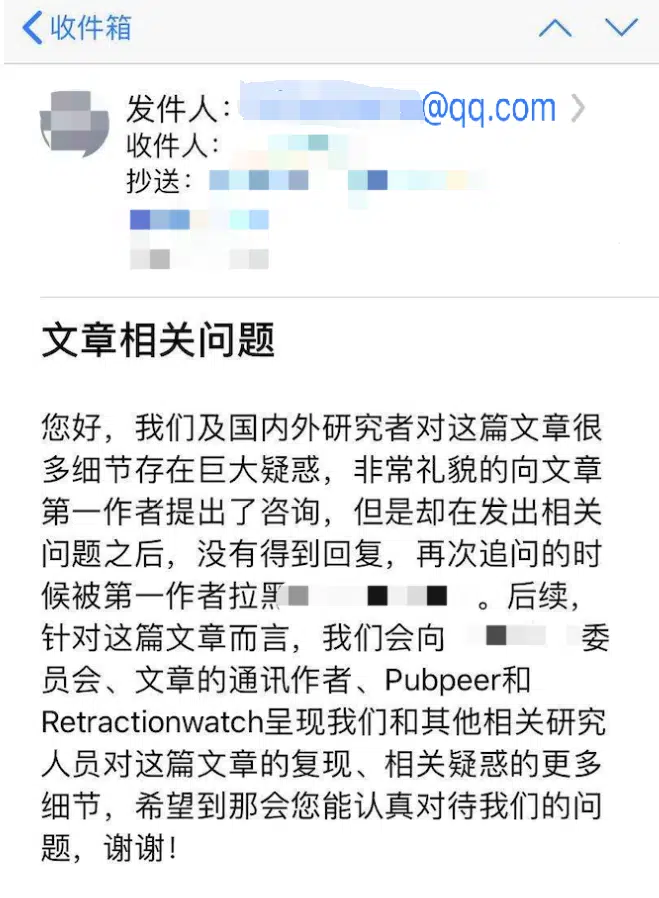 收件箱
发件人：@qq.com
收件人：
抄送：
文章相关问题
您好，我们及国内外研究者对这篇文章很
多细节存在巨大疑惑，非常礼貌的向文章
第一作者提出了咨询，但是却在发出相关
问题之后，没有得到回复，再次追问的时
候被第一作者拉黑。后续，
针对这篇文章而言，我们会向委
员会、文章的通讯作者、Pubpeer和
Retractionwatch呈现我们和其他相关研究
人员对这篇文章的复现、相关疑惑的更多
细节，希望到那会您能认真对待我们的问
题，谢谢！